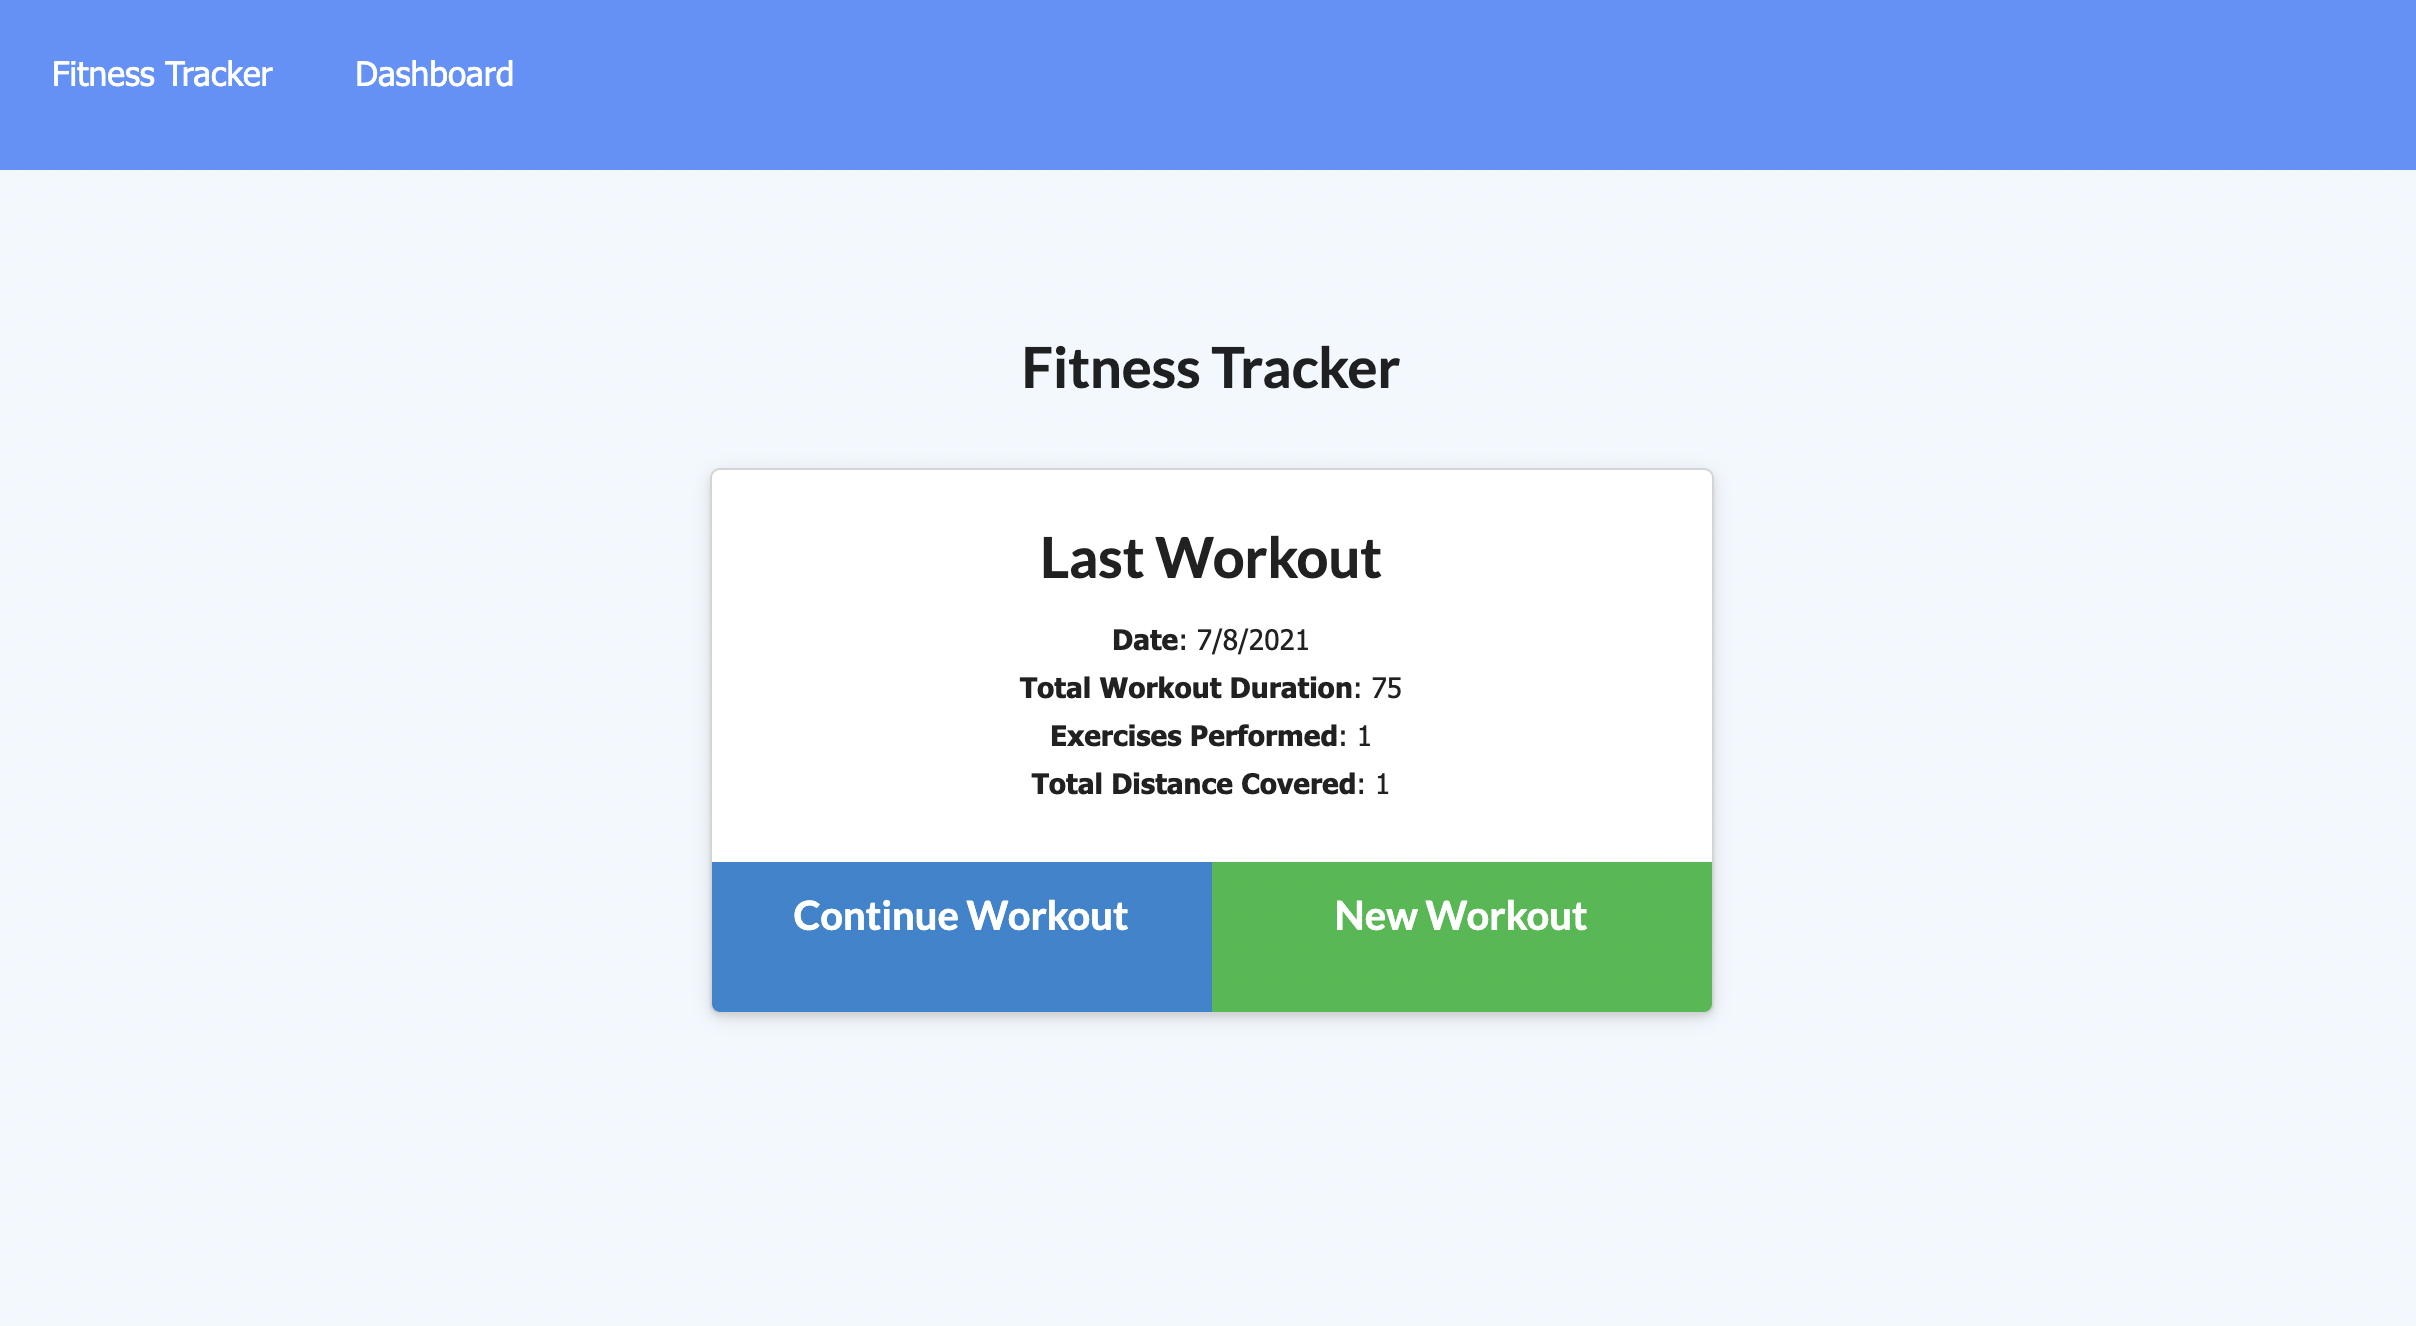 Fitness Tracker Dashboard
Fitness Tracker
Last Workout
Date: 7/8/2021
Total Workout Duration: 75
Exercises Performed: 1
Total Distance Covered: 1
Continue Workout New Workout